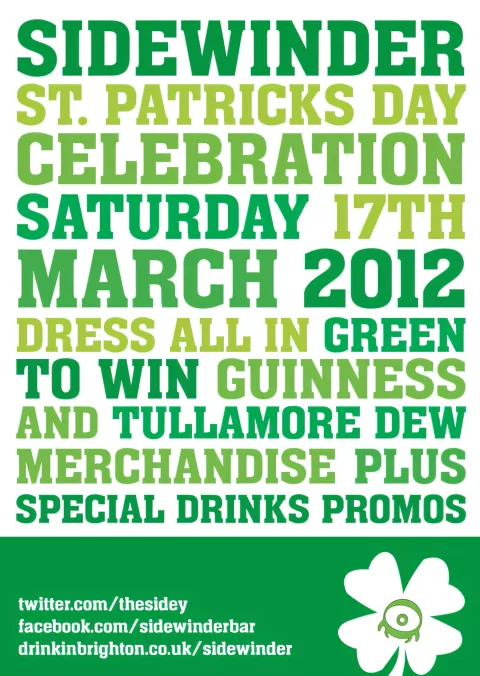 SIDEWINDER
ST. PATRICKS DAY
CELEBRATION
SATURDAY 17TH
MARCH 2012
DRESS ALL IN GREEN
TO WIN GUINNESS
AND TULLAMORE DEW
MERCHANDISE PLUS
SPECIAL DRINKS PROMOS
twitter.com/thesidey
facebook.com/sidewinderbar
drinkinbrighton.co.uk/sidewinder